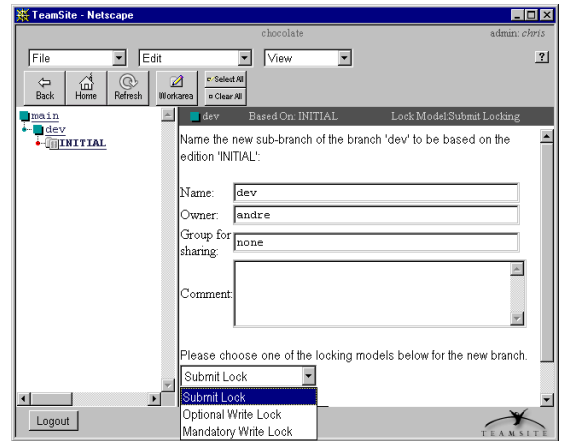 TeamSite - Netscape
chocolate admin: chris
File Edit View ?
Back Home Refresh Workarea Select All Clear All
main
dev
INITIAL
dev Based On: INITIAL Lock Model:Submit Locking
Name the new sub-branch of the branch 'dev' to be based on the
edition 'INITIAL':
Name: dev
Owner: andre
Group for
sharing: none
Comment:
Please choose one of the locking models below for the new branch.
Submit Lock
Submit Lock
Optional Write Lock
Mandatory Write Lock
Logout
TEAMSITE